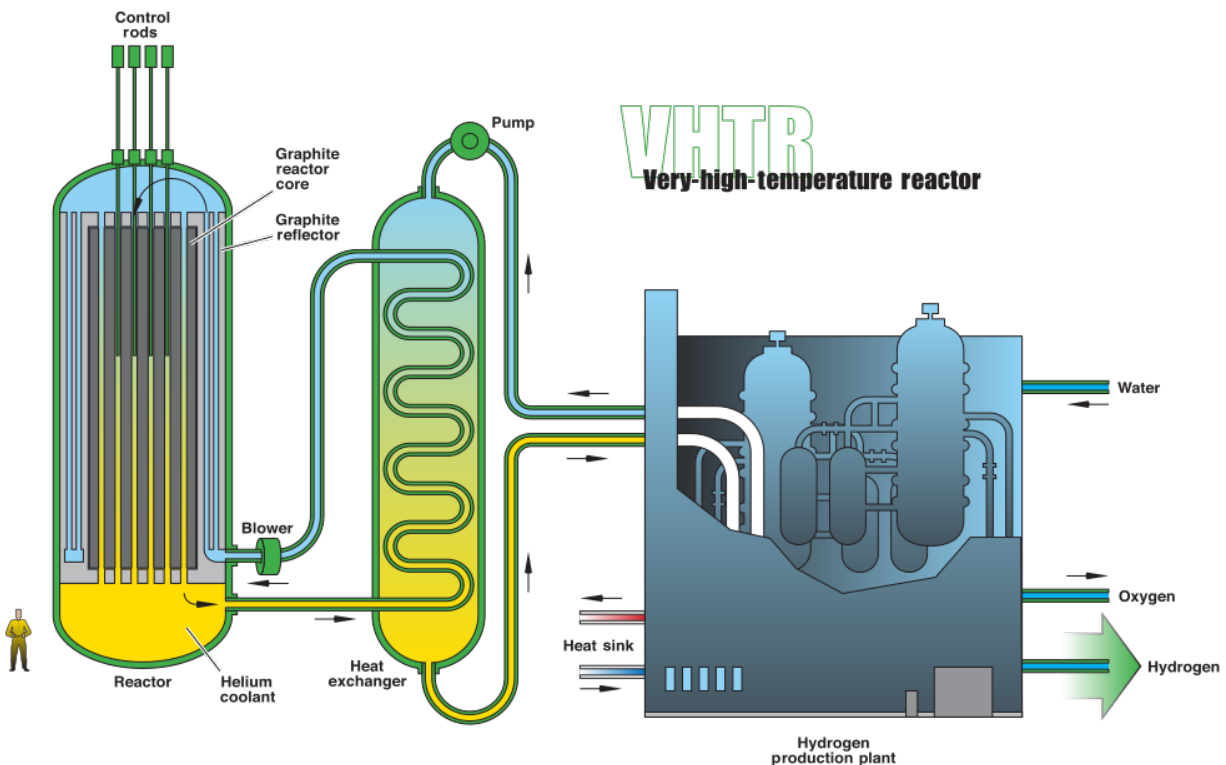 Control
rods
VHTR
Very-high-temperature reactor
Pump
Graphite
reactor
core
Graphite
reflector
Blower
Water
Oxygen
Heat sink
Hydrogen
Reactor
Helium
coolant
Heat
exchanger
Hydrogen
production plant